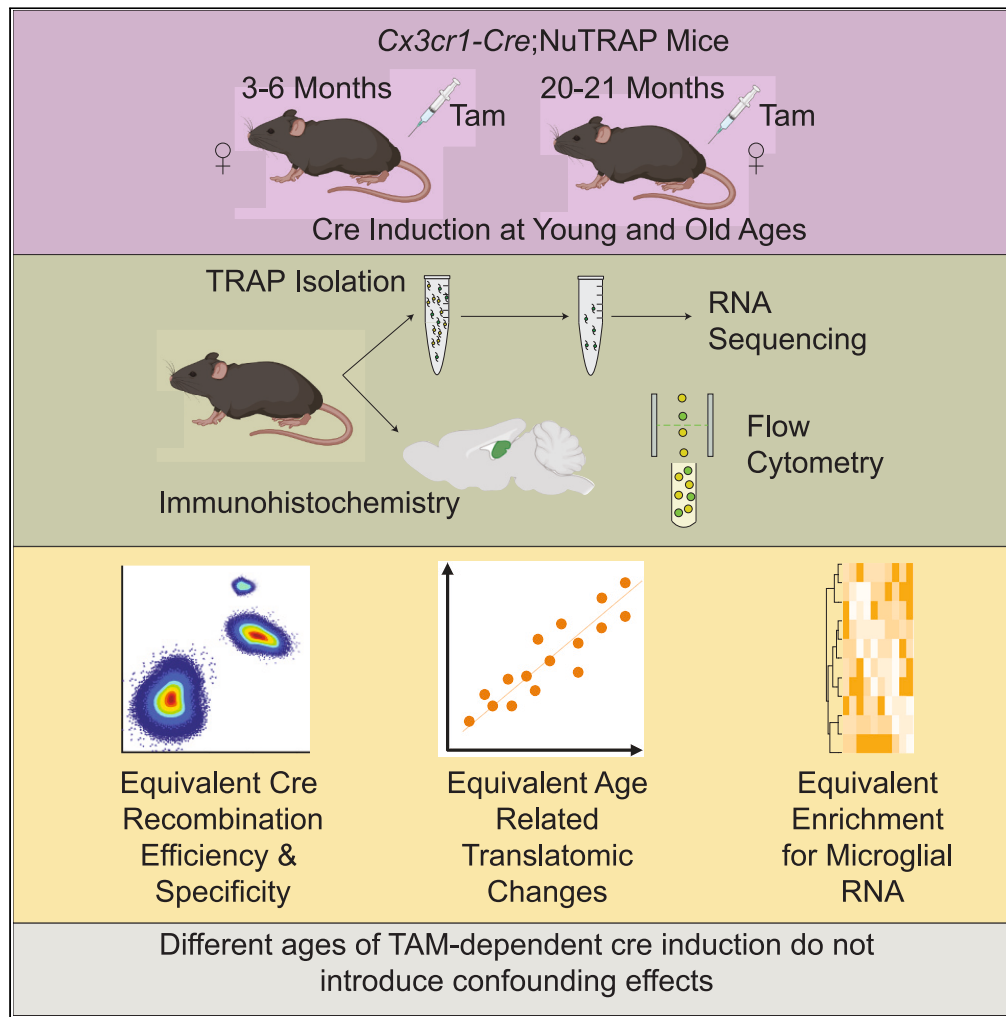 Cx3cr1-Cre;NuTRAP Mice
3-6 Months
20-21 Months
Tam
Tam
♀
♀
Cre Induction at Young and Old Ages
TRAP Isolation
RNA
Sequencing
Immunohistochemistry
Flow
Cytometry
Equivalent Cre
Recombination
Efficiency &
Specificity
Equivalent Age
Related
Translatomic
Changes
Equivalent
Enrichment
for Microglial
RNA
Different ages of TAM-dependent cre induction do not
introduce confounding effects